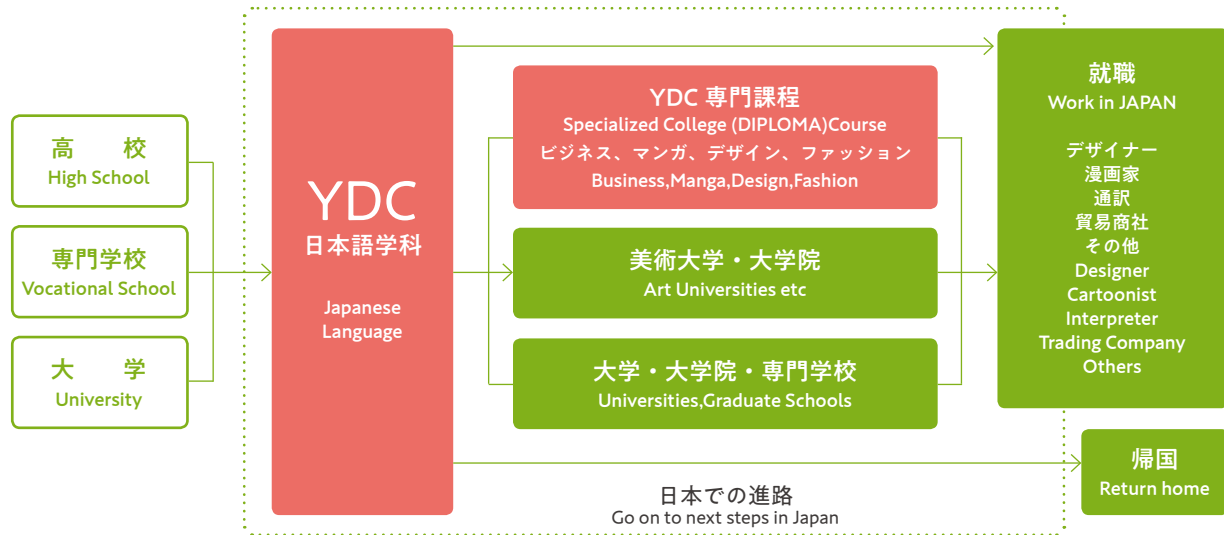 高　校
High School
専門学校
Vocational School
大　学
University
YDC
日本語学科
Japanese
Language
YDC 専門課程
Specialized College (DIPLOMA)Course
ビジネス、マンガ、デザイン、ファッション
Business,Manga,Design,Fashion
美術大学・大学院
Art Universities etc
大学・大学院・専門学校
Universities,Graduate Schools
就職
Work in JAPAN
デザイナー
漫画家
通訳
貿易商社
その他
Designer
Cartoonist
Interpreter
Trading Company
Others
帰国
Return home
日本での進路
Go on to next steps in Japan